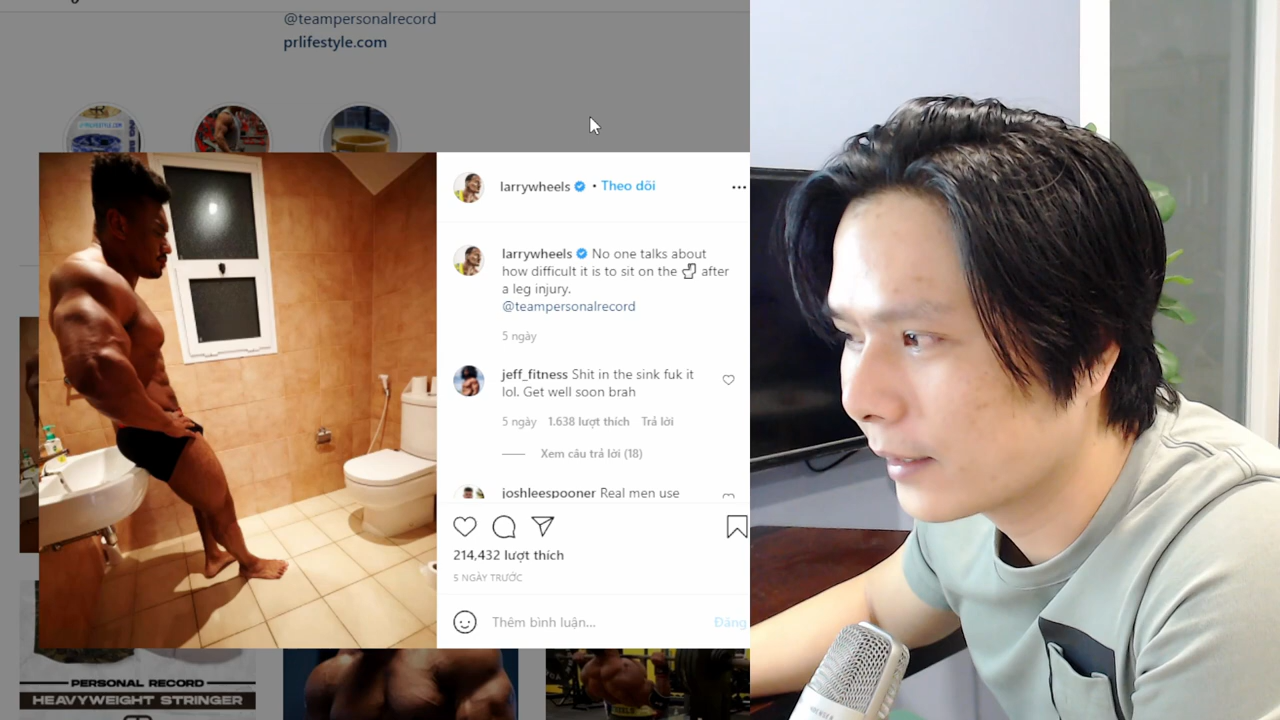 @teampersonalrecord
prlifestyle.com
larrywheels • Theo dõi
larrywheels No one talks about
how difficult it is to sit on the 🚽 after
a leg injury.
@teampersonalrecord
5 ngày
jeff_fitness Shit in the sink fuk it
lol. Get well soon brah
5 ngày 1.638 lượt thích Trả lời
Xem câu trả lời (18)
joshleespooner Real men use
214,432 lượt thích
5 NGÀY TRƯỚC
Thêm bình luận...
Đăng
PERSONAL RECORD
HEAVYWEIGHT STRINGER